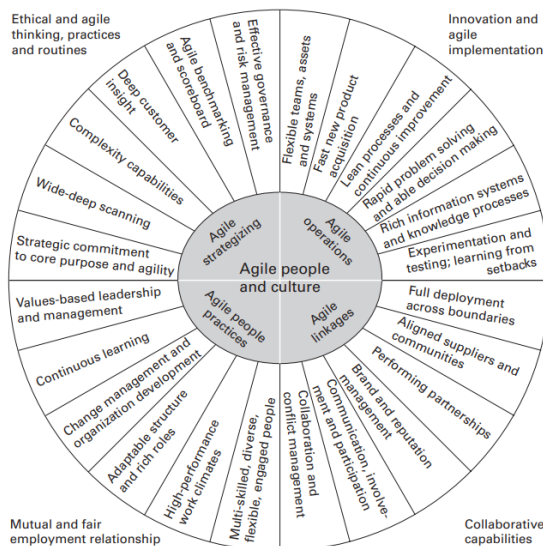 Ethical and agile
thinking, practices
and routines
Innovation and
agile
implementation
Strategic commitment
to core purpose and agility
Wide-deep scanning
Complexity capabilities
Deep customer
insight
Agile benchmarking
and scoreboard
Effective governance
and risk management
Flexible teams, assets
and systems
Fast new product
acquisition
Lean processes and
continuous improvement
Rapid problem solving
and able decision making
Rich information systems
and knowledge processes
Experimentation and
testing; learning from
setbacks
Agile
strategizing
Agile
operations
Agile people
and culture
Agile people
practices
Agile
linkages
Full deployment
across boundaries
Aligned suppliers and
communities
Performing partnerships
Brand and reputation
management
Communication, involve-
ment and participation
Collaboration and
conflict management
Multi-skilled, diverse,
flexible, engaged people
High-performance
work climates
Adaptable structure
and rich roles
Change management and
organization development
Continuous learning
Values-based leadership
and management
Mutual and fair
employment relationship
Collaborative
capabilities